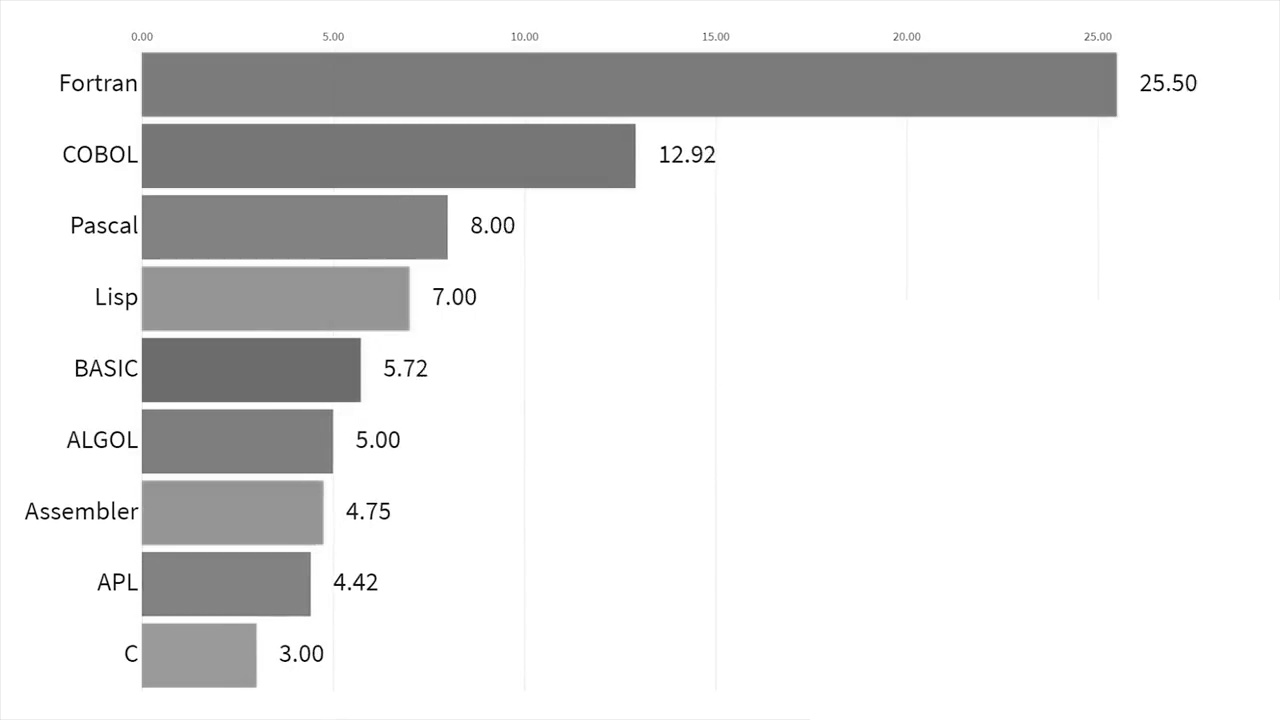 0.00 5.00 10.00 15.00 20.00 25.00
Fortran 25.50
COBOL 12.92
Pascal 8.00
Lisp 7.00
BASIC 5.72
ALGOL 5.00
Assembler 4.75
APL 4.42
C 3.00